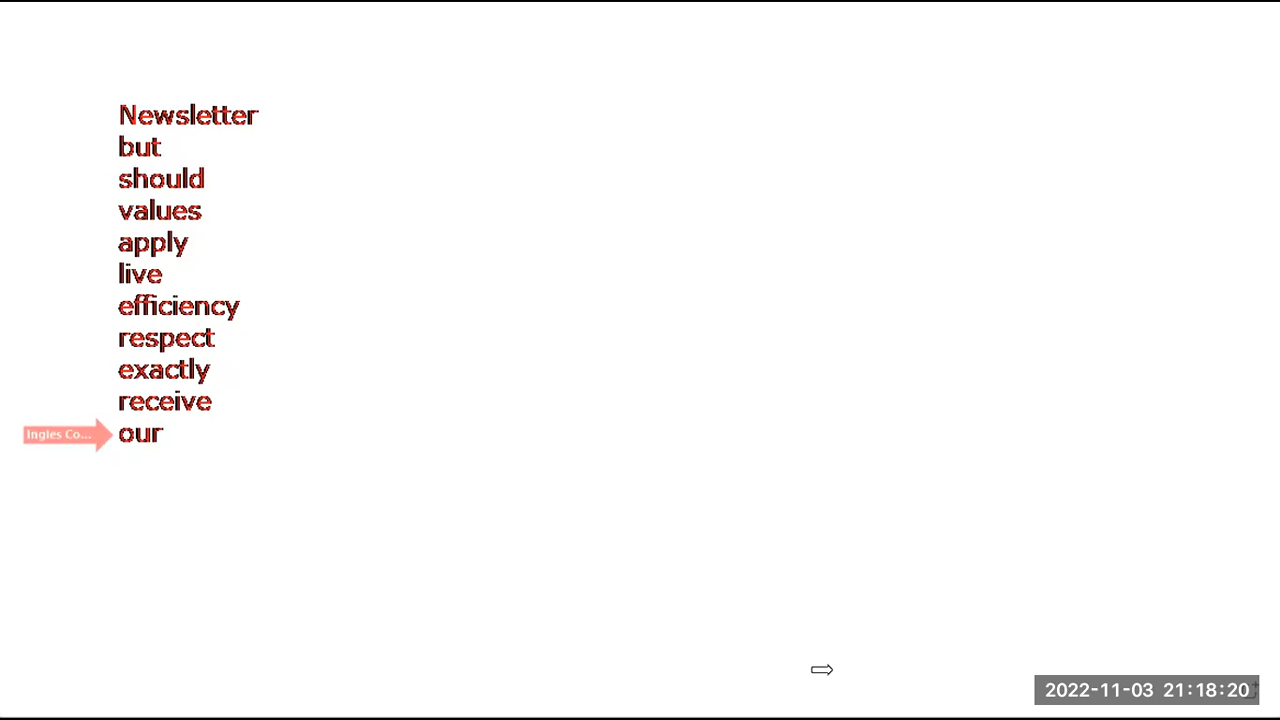 Newsletter
but
should
values
apply
live
efficiency
respect
exactly
receive
Ingles Co... our
2022-11-03 21:18:20